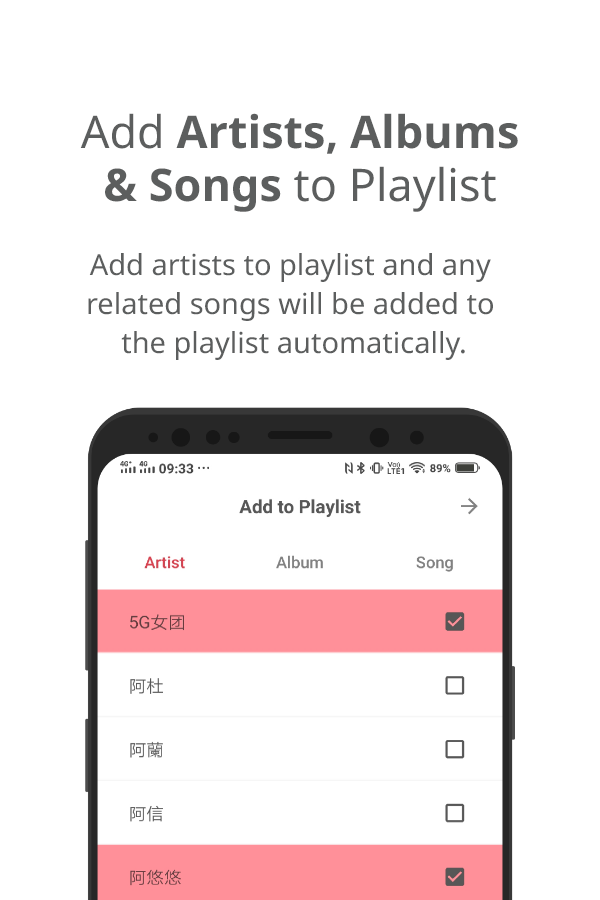 Add Artists, Albums
& Songs to Playlist
Add artists to playlist and any
related songs will be added to
the playlist automatically.
4G+ 4G 09:33 ··· VoLTE1 89%
Add to Playlist
Artist Album Song
5G女团
阿杜
阿蘭
阿信
阿悠悠